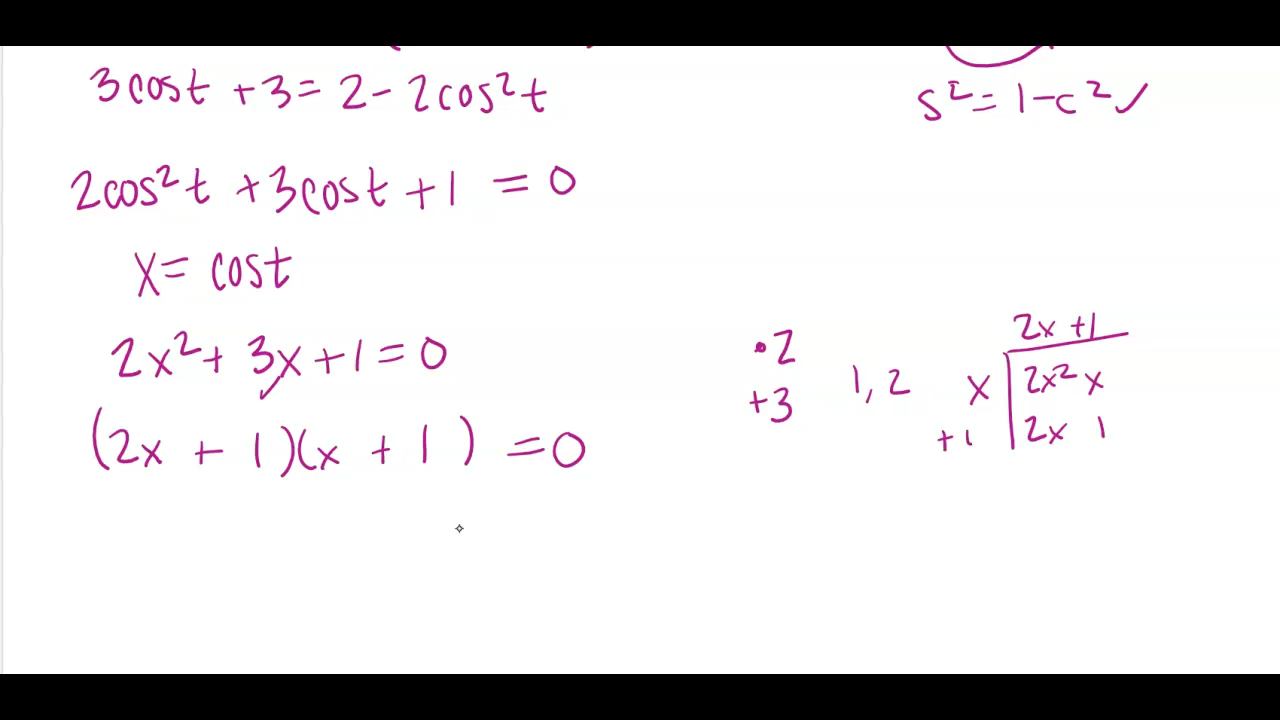 3cost + 3 = 2 - 2cos²t
s² = 1 - c² ✓
2cos²t + 3cost + 1 = 0
x = cost
2x² + 3x + 1 = 0
(2x + 1)(x + 1) = 0
•2
+3
1, 2
2x +1
x 2x² x
+1 2x 1